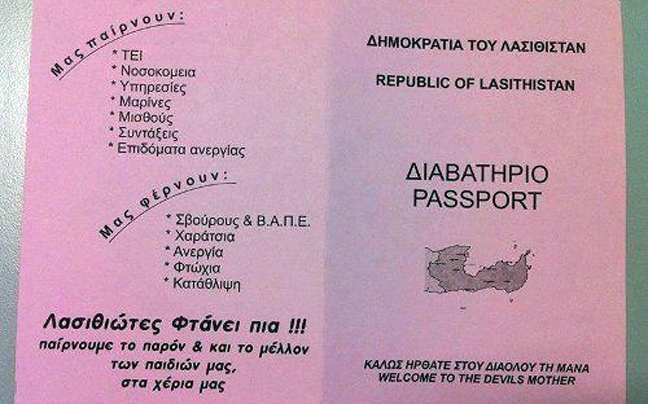 Μας παίρνουν:
* ΤΕΙ
* Νοσοκομεια
* Υπηρεσίες
* Μαρίνες
* Μισθούς
* Συντάξεις
* Επιδόματα ανεργίας
Μας φέρνουν:
* Σβούρους & Β.Α.Π.Ε.
* Χαράτσια
* Ανεργία
* Φτώχια
* Κατάθλιψη
Λασιθιώτες Φτάνει πια !!!
παίρνουμε το παρόν & και το μέλλον
των παιδιών μας,
στα χέρια μας
ΔΗΜΟΚΡΑΤΙΑ ΤΟΥ ΛΑΣΙΘΙΣΤΑΝ
REPUBLIC OF LASITHISTAN
ΔΙΑΒΑΤΗΡΙΟ
PASSPORT
ΚΑΛΩΣ ΗΡΘΑΤΕ ΣΤΟΥ ΔΙΑΟΛΟΥ ΤΗ ΜΑΝΑ
WELCOME TO THE DEVILS MOTHER